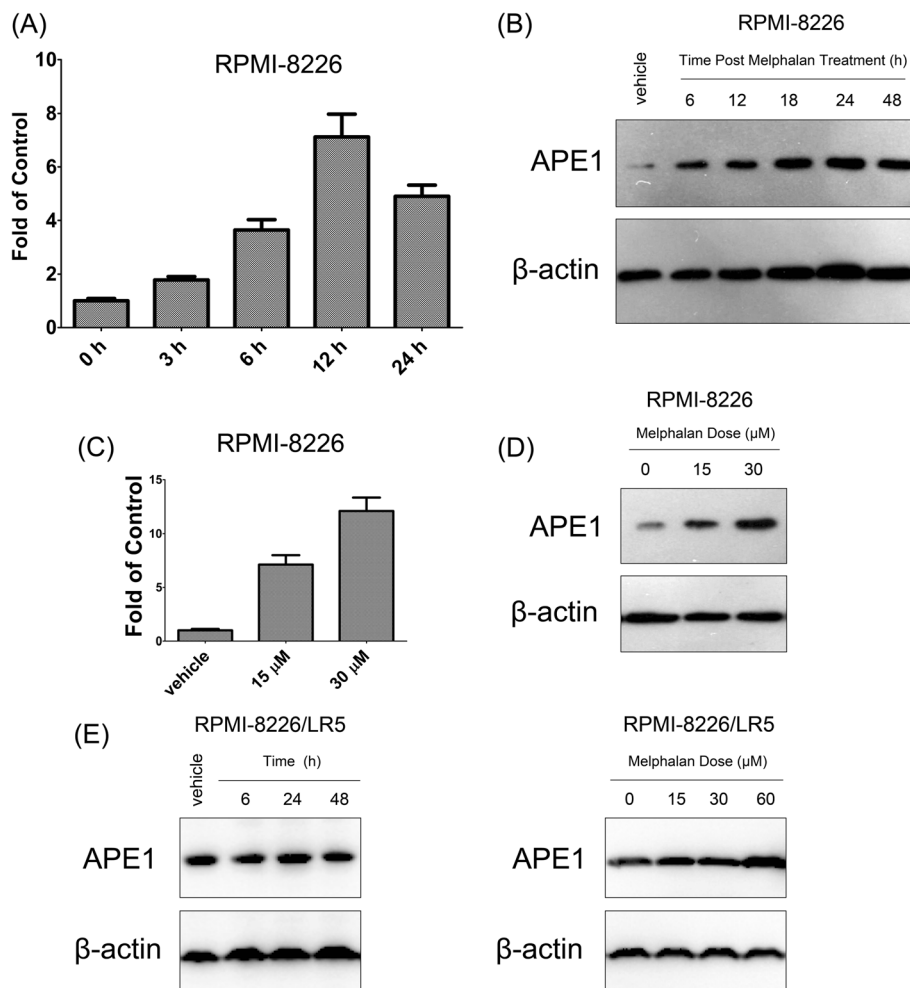 (A)
RPMI-8226
Fold of Control
10
8
6
4
2
0
0 h
3 h
6 h
12 h
24 h
(B)
RPMI-8226
vehicle
Time Post Melphalan Treatment (h)
6 12 18 24 48
APE1
β-actin
(C)
RPMI-8226
Fold of Control
15
10
5
0
vehicle
15 μM
30 μM
(D)
RPMI-8226
Melphalan Dose (μM)
0 15 30
APE1
β-actin
(E)
RPMI-8226/LR5
vehicle
Time (h)
6 24 48
APE1
β-actin
RPMI-8226/LR5
Melphalan Dose (μM)
0 15 30 60
APE1
β-actin